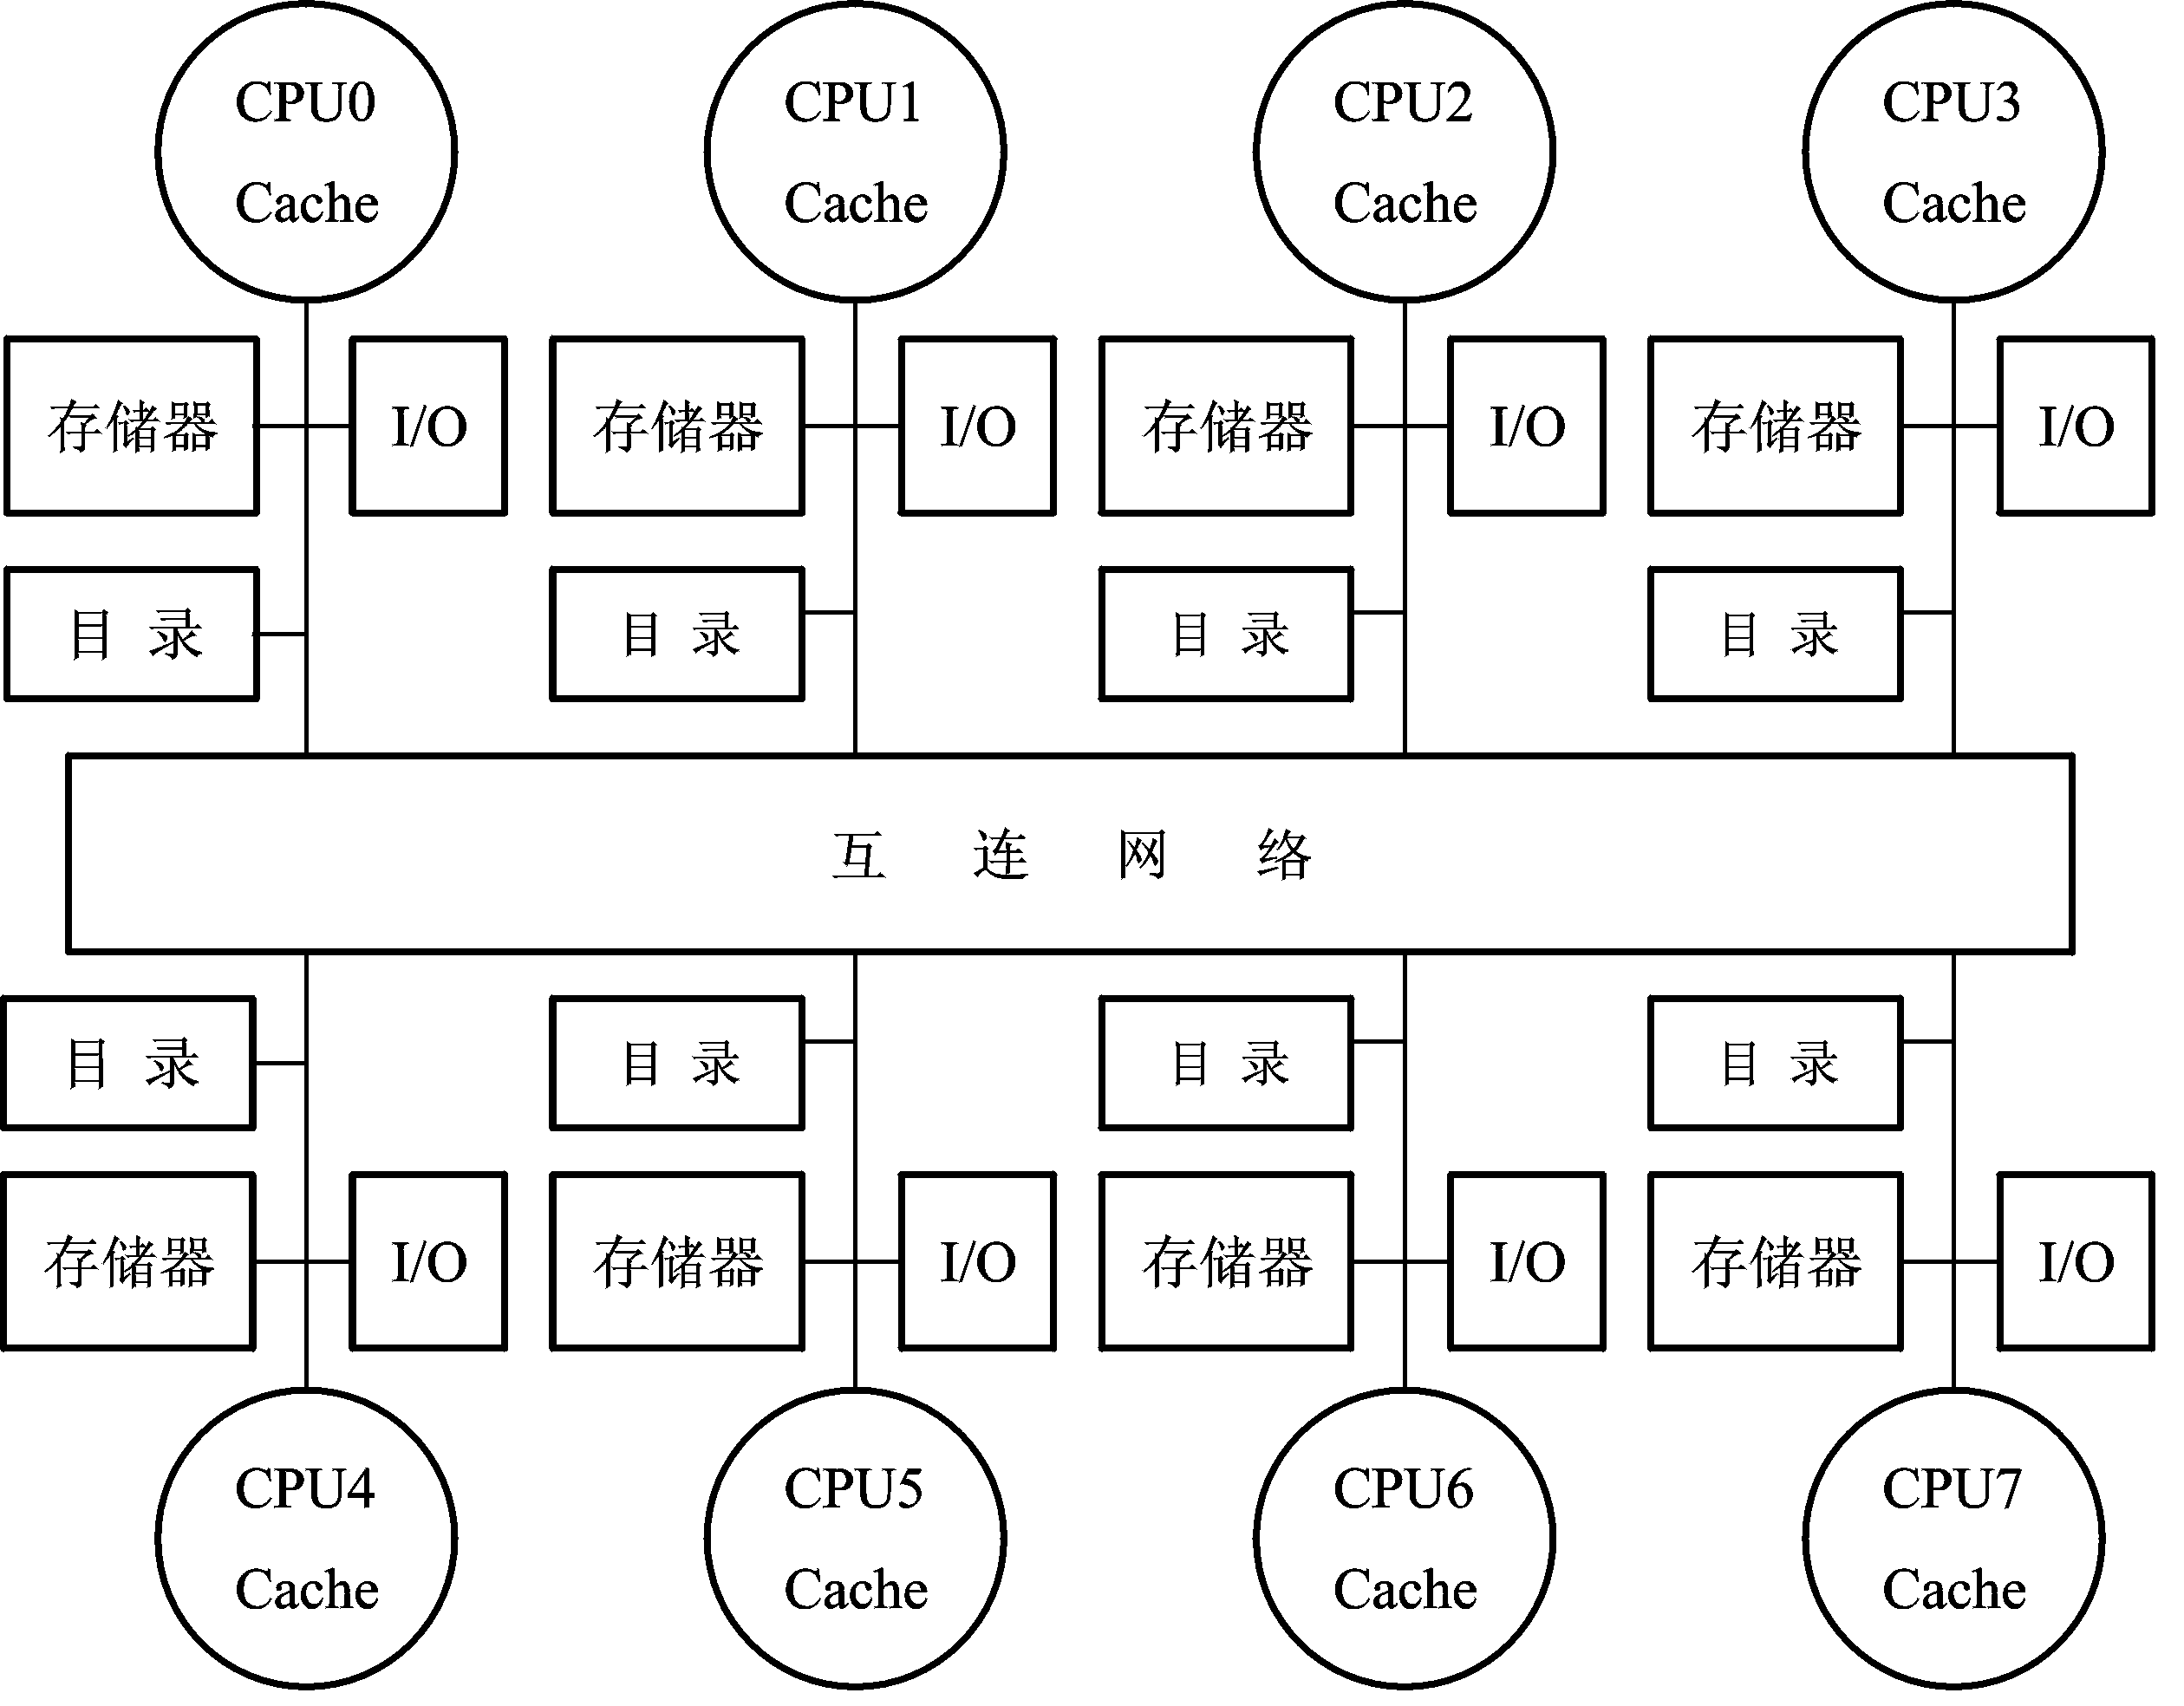 CPU0 CPU1 CPU2 CPU3
Cache Cache Cache Cache
存储器 I/O 存储器 I/O 存储器 I/O 存储器 I/O
目 录 目 录 目 录 目 录
互 连 网 络
目 录 目 录 目 录 目 录
存储器 I/O 存储器 I/O 存储器 I/O 存储器 I/O
CPU4 CPU5 CPU6 CPU7
Cache Cache Cache Cache